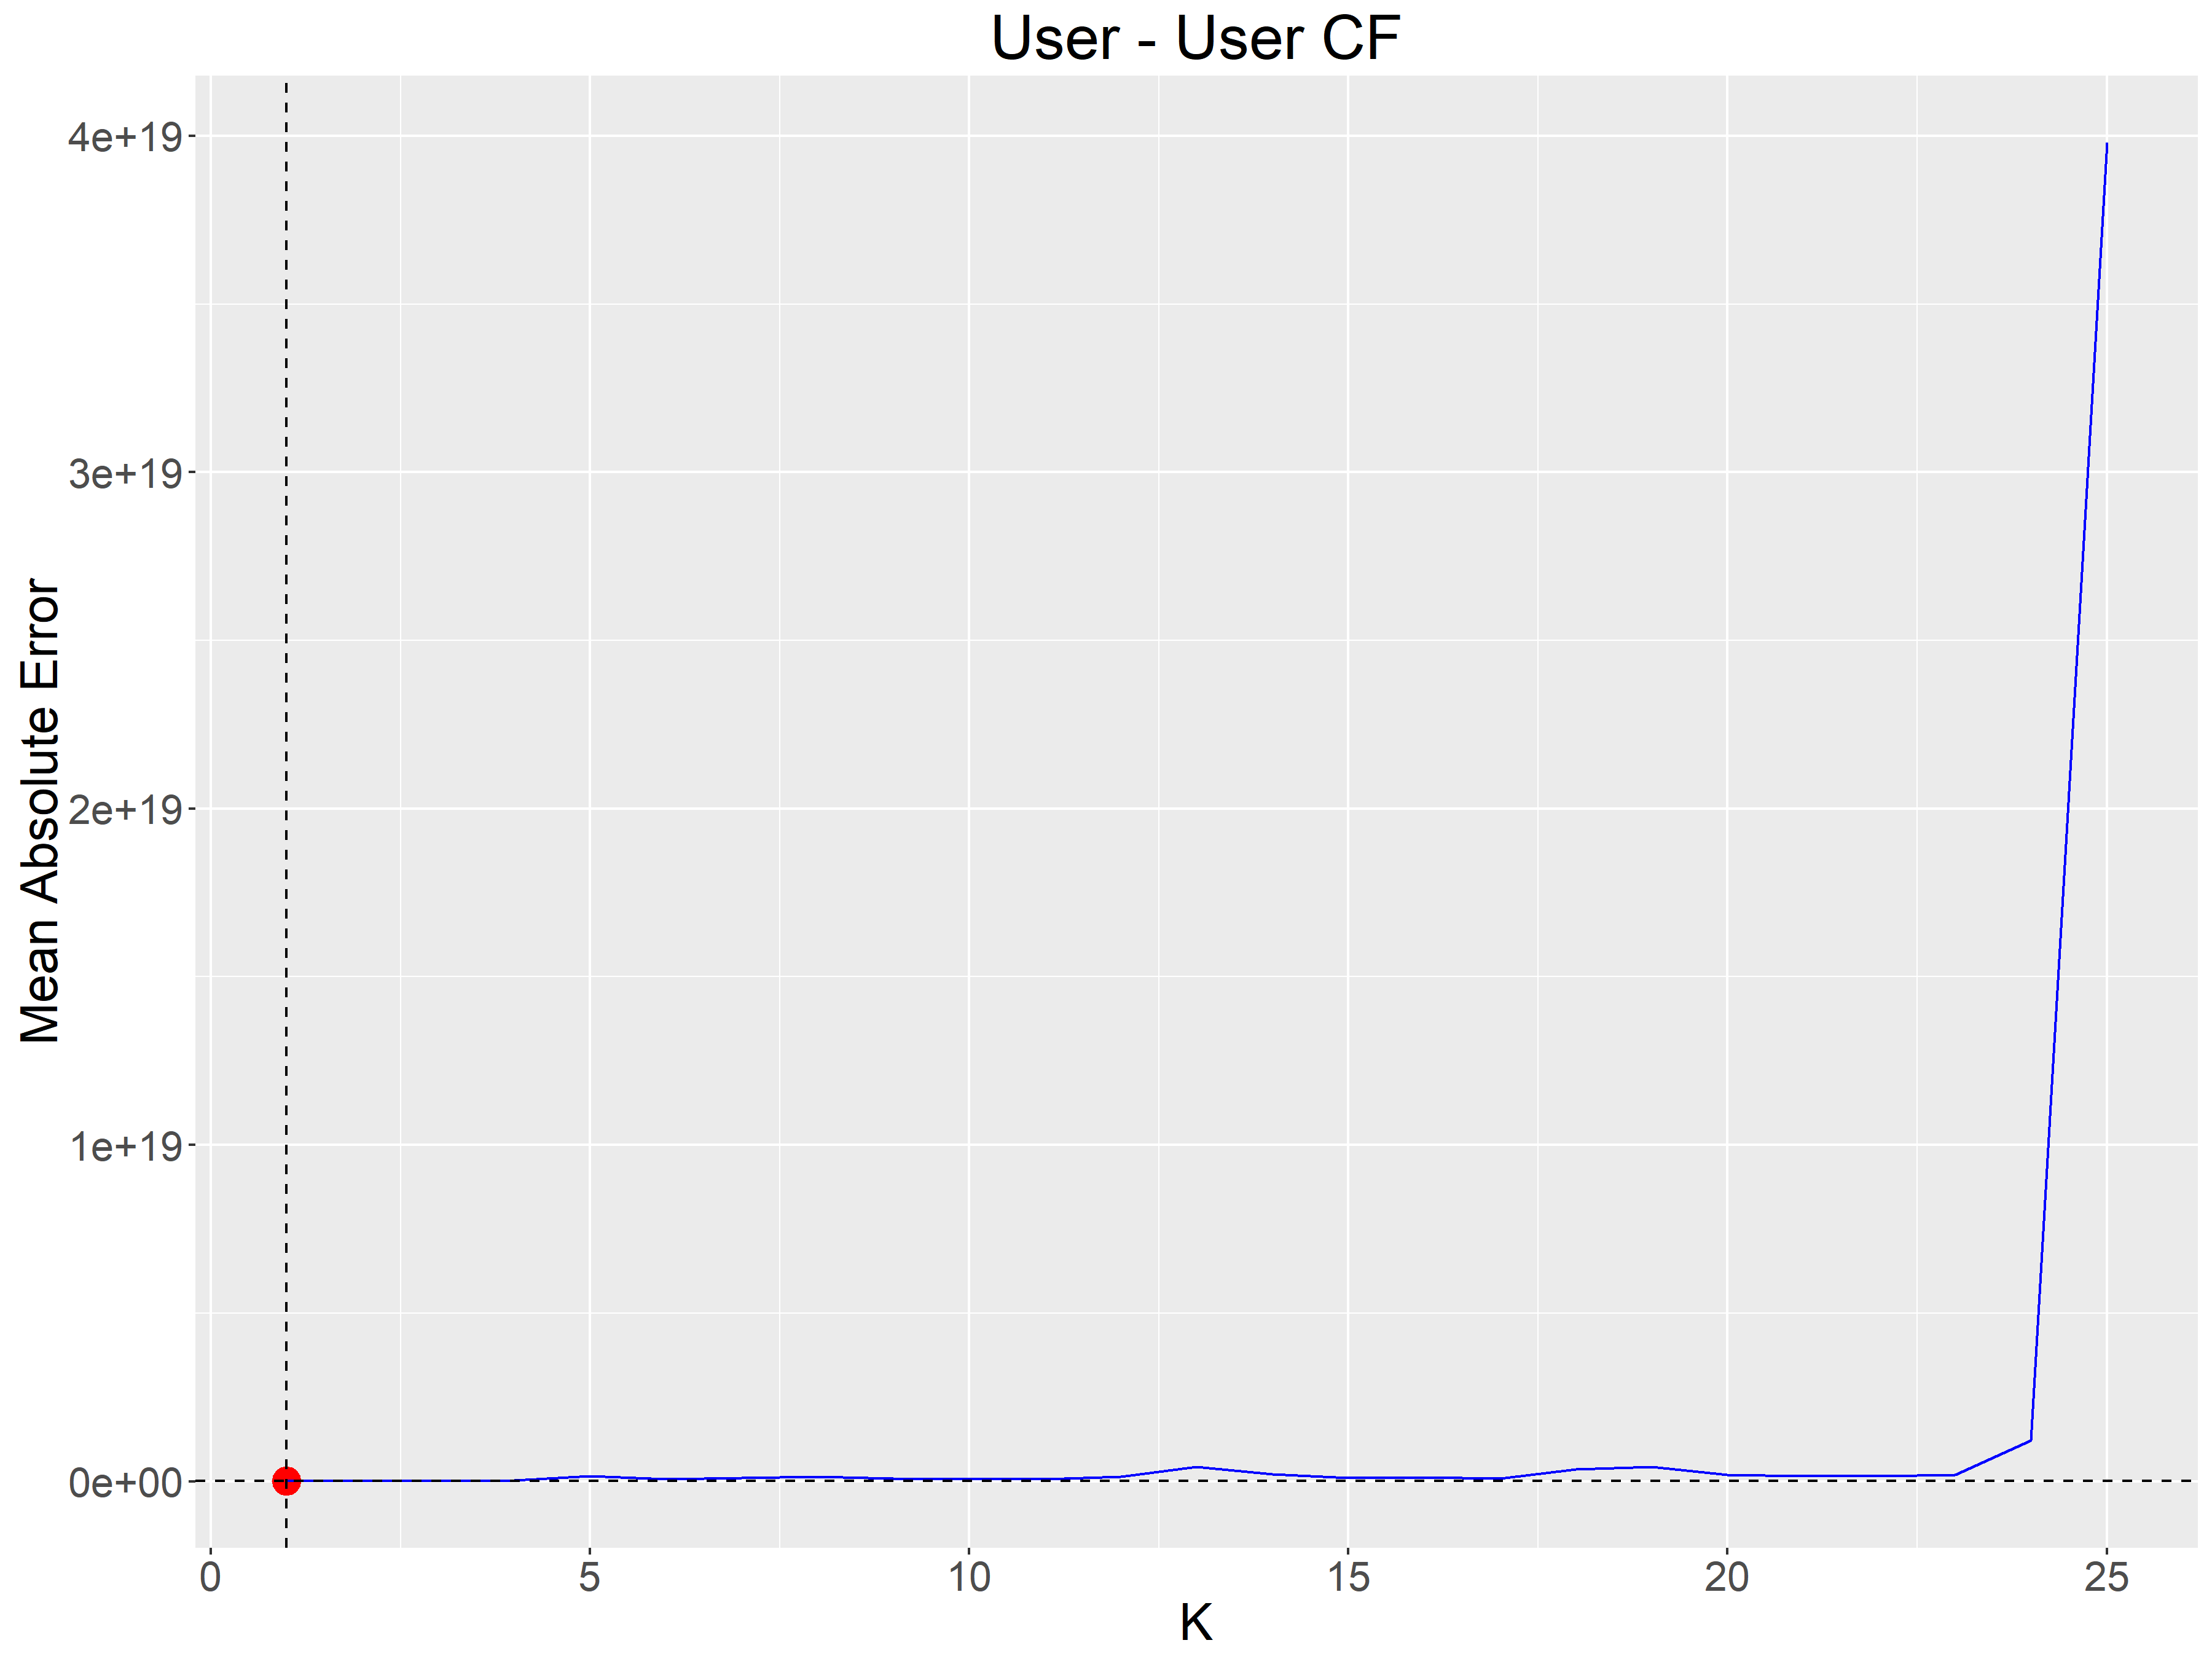 User - User CF
Mean Absolute Error
4e+19
3e+19
2e+19
1e+19
0e+00
0 5 10 15 20 25
K